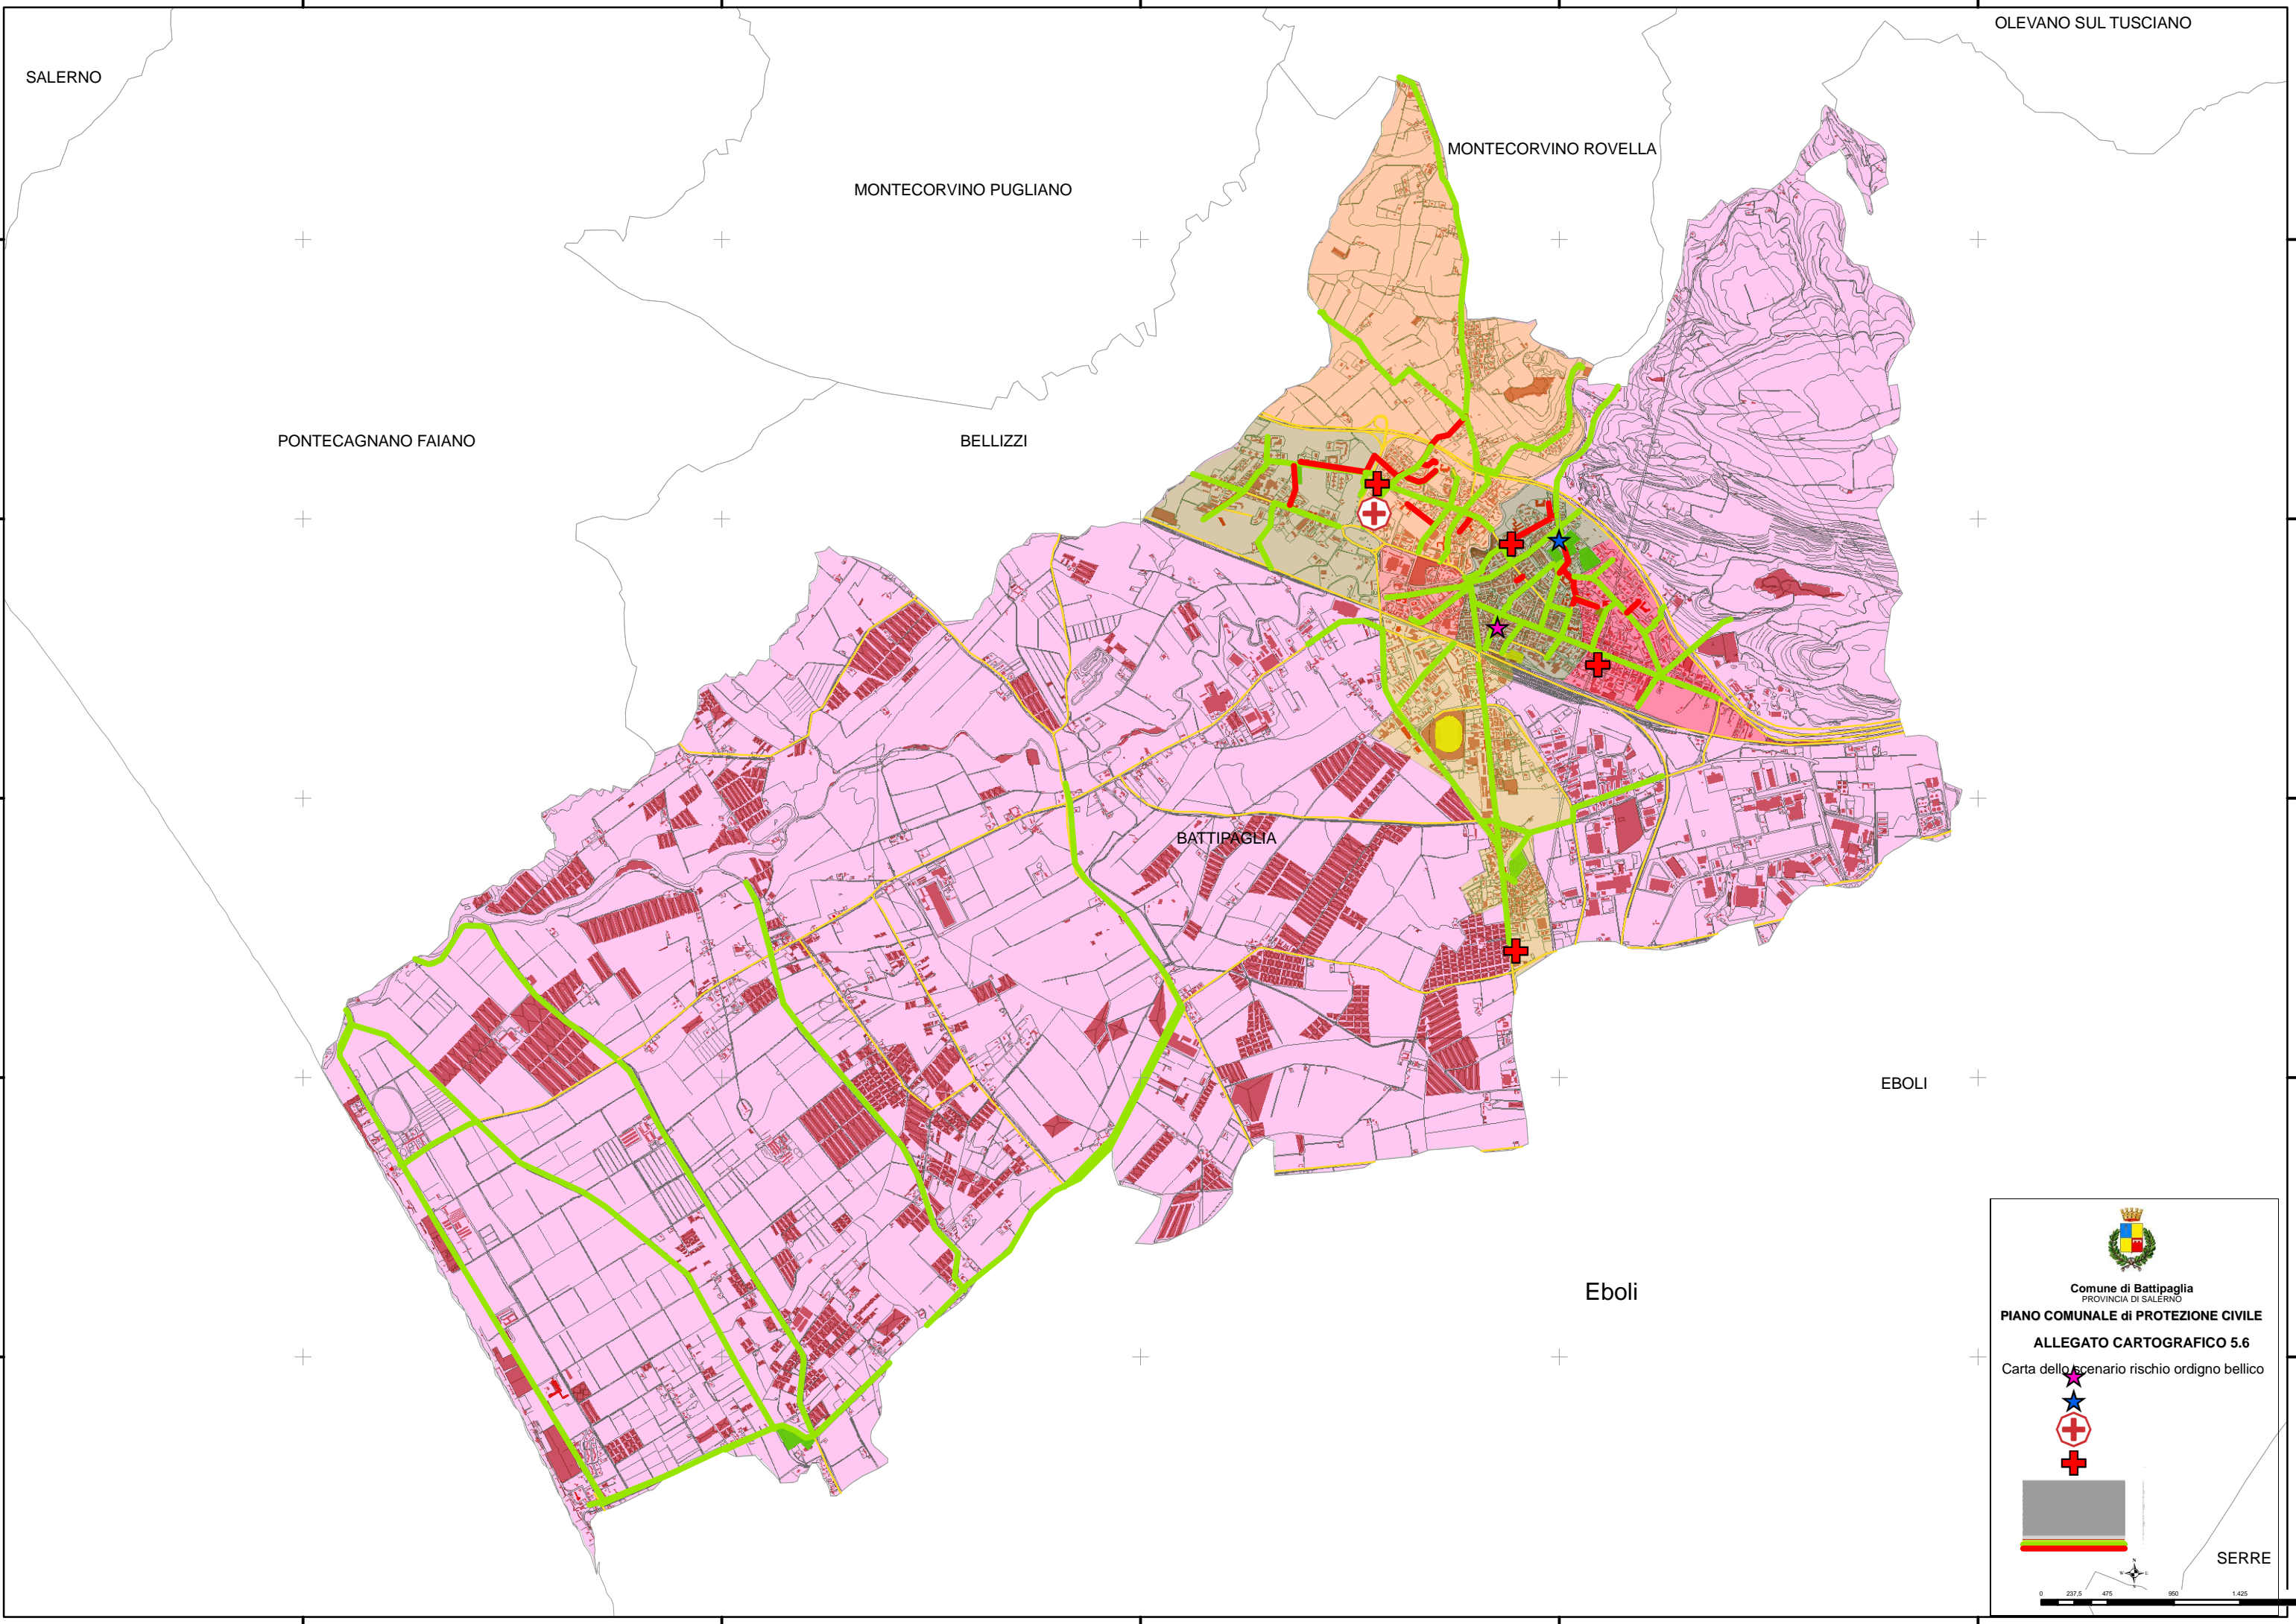 OLEVANO SUL TUSCIANO
SALERNO
MONTECORVINO ROVELLA
MONTECORVINO PUGLIANO
PONTECAGNANO FAIANO
BELLIZZI
BATTIPAGLIA
EBOLI
Eboli
Comune di Battipaglia
PROVINCIA DI SALERNO
PIANO COMUNALE di PROTEZIONE CIVILE
ALLEGATO CARTOGRAFICO 5.6
Carta dello scenario rischio ordigno bellico
SERRE
N
W E
S
0 237,5 475 950 1.425